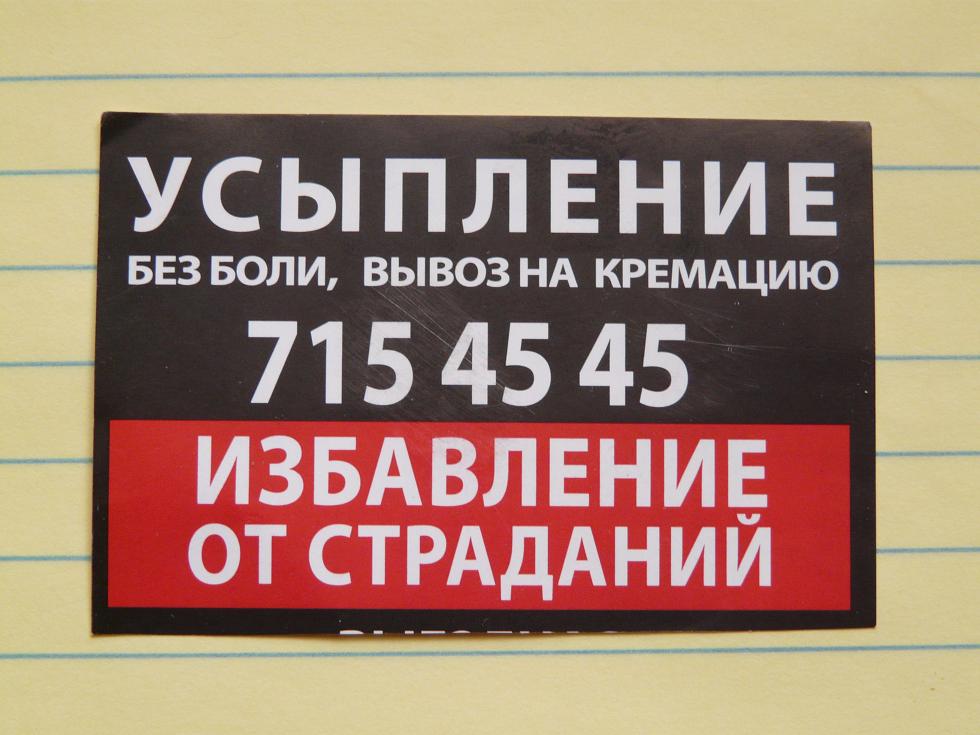 УСЫПЛЕНИЕ
БЕЗ БОЛИ, ВЫВОЗ НА КРЕМАЦИЮ
715 45 45
ИЗБАВЛЕНИЕ
ОТ СТРАДАНИЙ